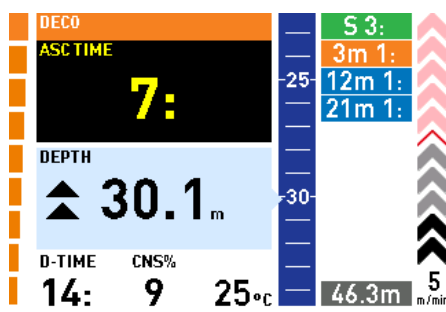 DECO
ASC TIME
7:
DEPTH
30.1 m
D-TIME CNS%
14: 9 25°C
25
30
S 3:
3m 1:
12m 1:
21m 1:
46.3m
5
m/min